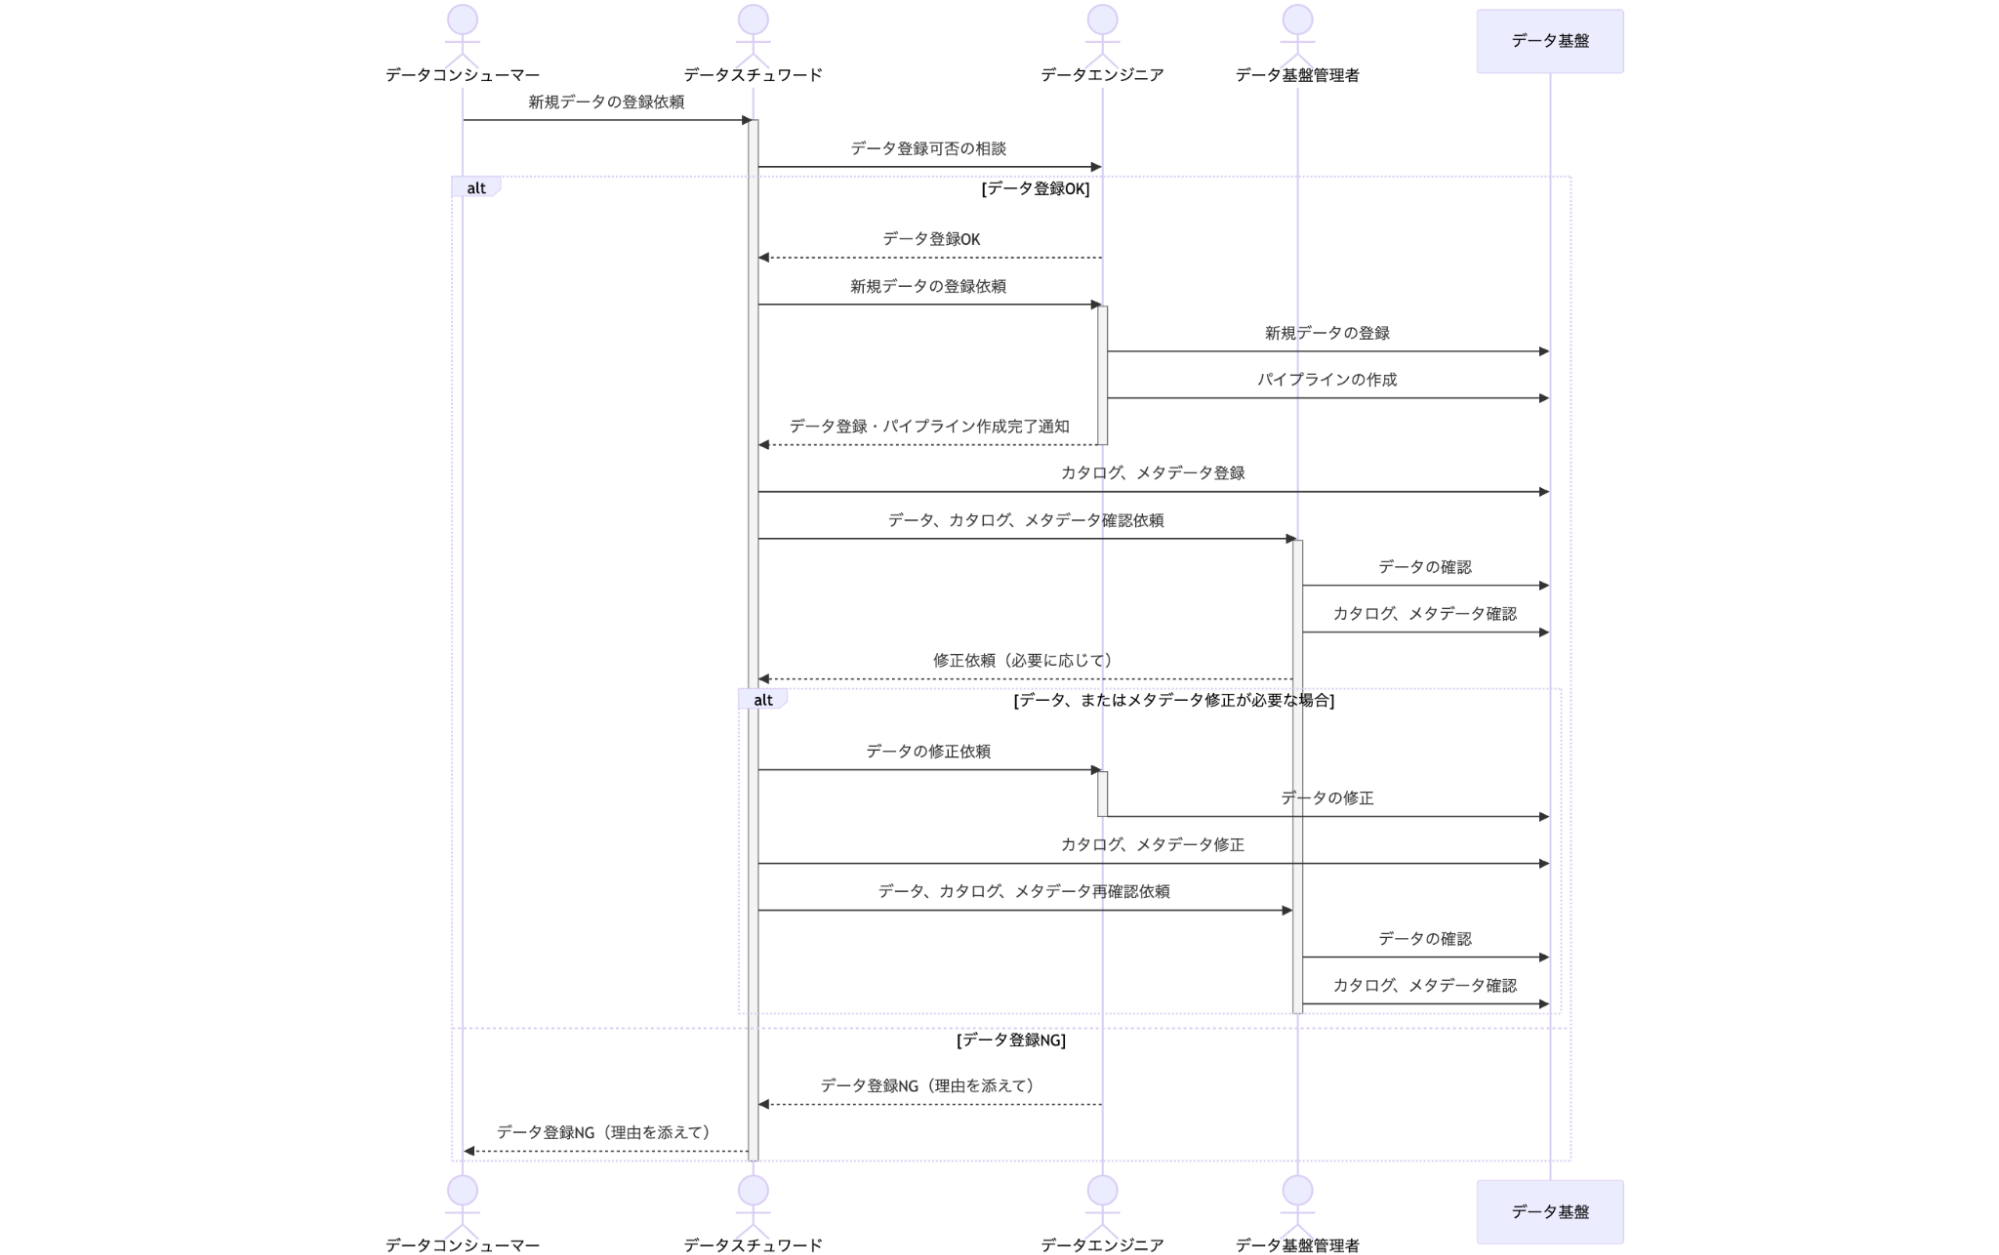 データコンシューマー
データスチュワード
データエンジニア
データ基盤管理者
データ基盤
新規データの登録依頼
データ登録可否の相談
alt
[データ登録OK]
データ登録OK
新規データの登録依頼
新規データの登録
パイプラインの作成
データ登録・パイプライン作成完了通知
カタログ、メタデータ登録
データ、カタログ、メタデータ確認依頼
データの確認
カタログ、メタデータ確認
修正依頼（必要に応じて）
alt
[データ、またはメタデータ修正が必要な場合]
データの修正依頼
データの修正
カタログ、メタデータ修正
データ、カタログ、メタデータ再確認依頼
データの確認
カタログ、メタデータ確認
[データ登録NG]
データ登録NG（理由を添えて）
データ登録NG（理由を添えて）
データコンシューマー
データスチュワード
データエンジニア
データ基盤管理者
データ基盤